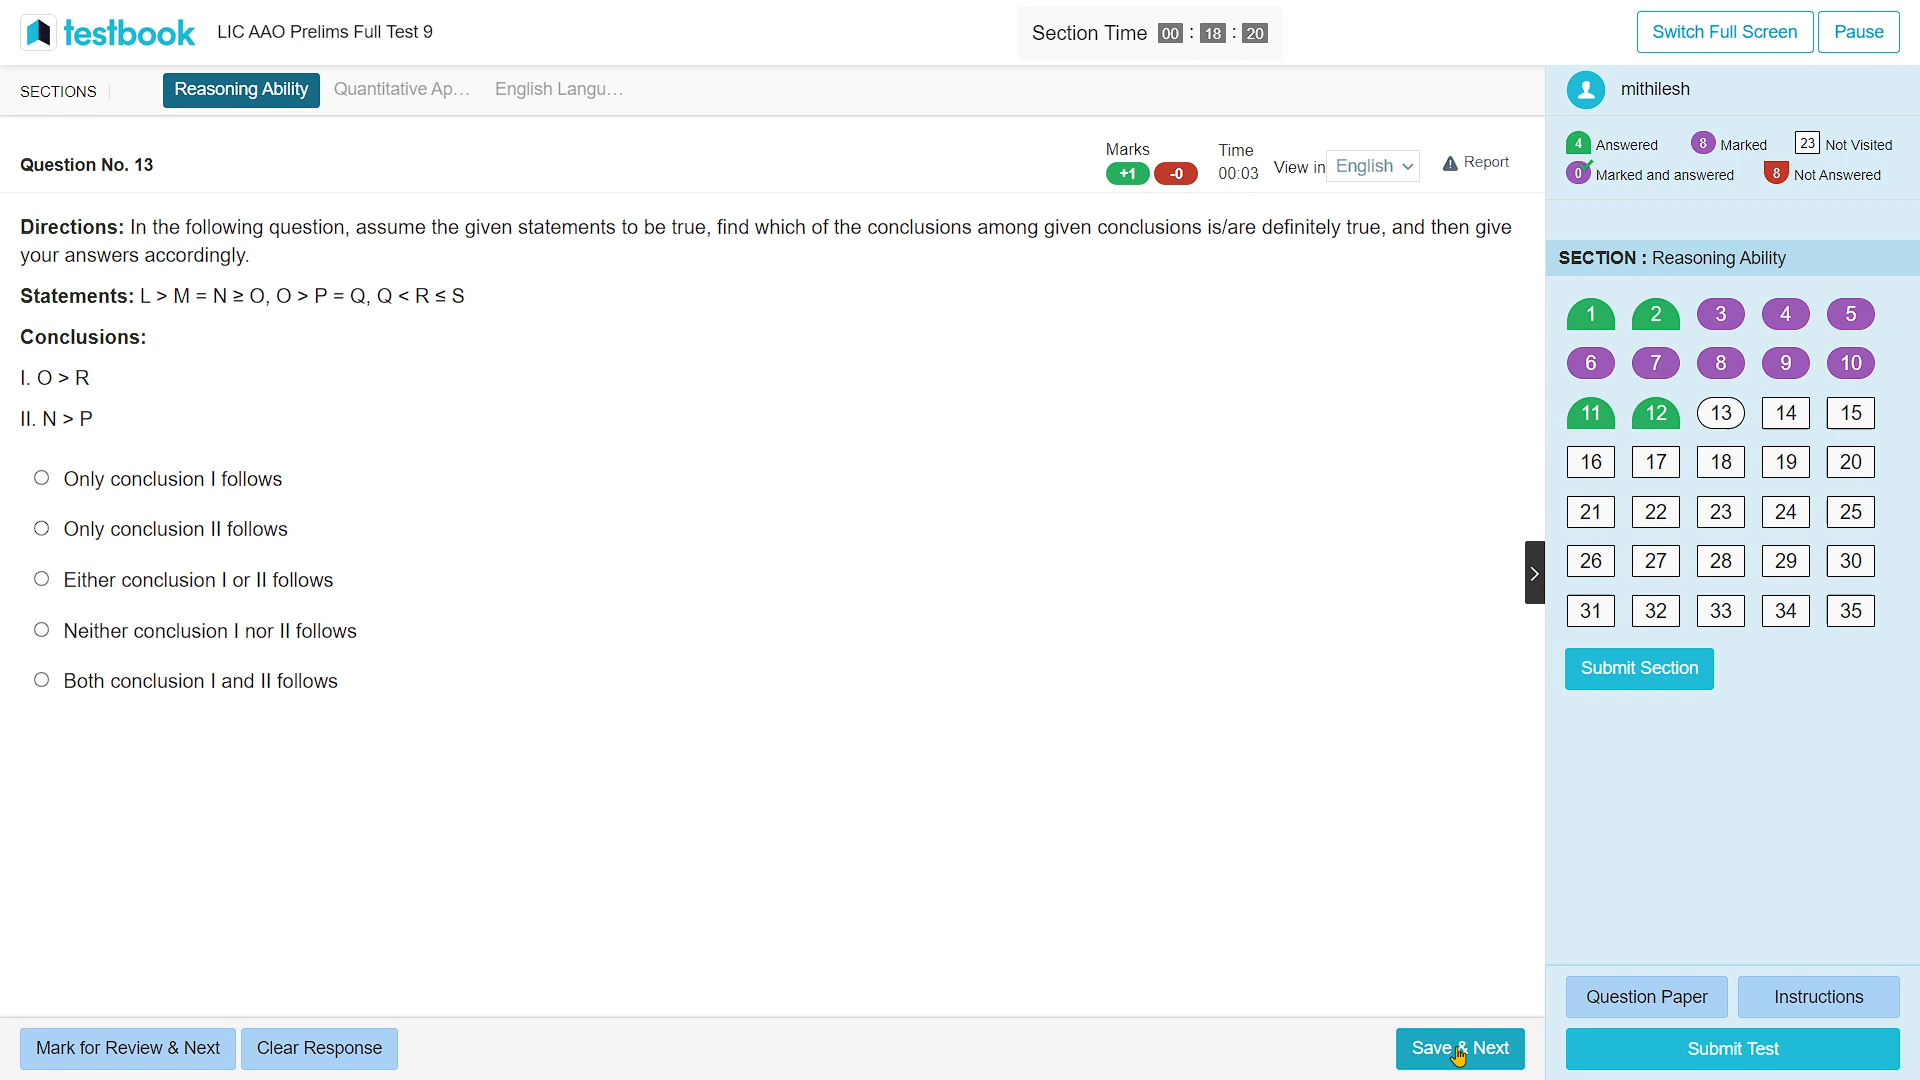 testbook LIC AAO Prelims Full Test 9 Section Time 00 : 18 : 20 Switch Full Screen Pause
SECTIONS Reasoning Ability Quantitative Ap... English Langu...
mithilesh
4 Answered 8 Marked 23 Not Visited
0 Marked and answered 8 Not Answered
Question No. 13
Marks
+1 -0
Time
00:03
View in English
Report
Directions: In the following question, assume the given statements to be true, find which of the conclusions among given conclusions is/are definitely true, and then give
your answers accordingly.
Statements: L > M = N ≥ O, O > P = Q, Q < R ≤ S
Conclusions:
I. O > R
II. N > P
Only conclusion I follows
Only conclusion II follows
Either conclusion I or II follows
Neither conclusion I nor II follows
Both conclusion I and II follows
SECTION : Reasoning Ability
1 2 3 4 5
6 7 8 9 10
11 12 13 14 15
16 17 18 19 20
21 22 23 24 25
26 27 28 29 30
31 32 33 34 35
Submit Section
Question Paper Instructions
Mark for Review & Next Clear Response Save & Next Submit Test